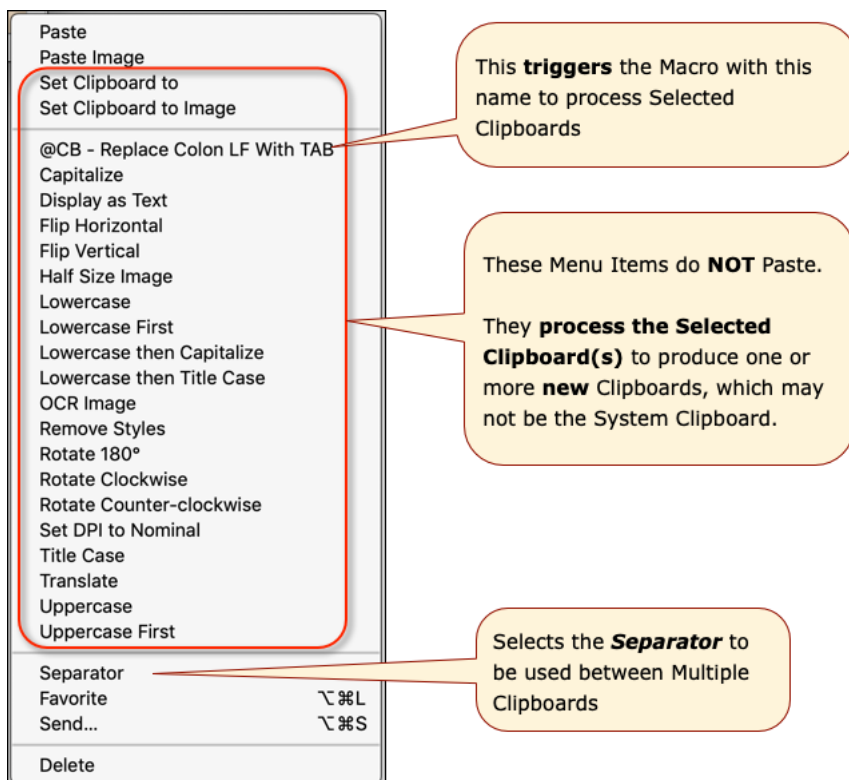 Paste
Paste Image
Set Clipboard to
Set Clipboard to Image
@CB - Replace Colon LF With TAB
Capitalize
Display as Text
Flip Horizontal
Flip Vertical
Half Size Image
Lowercase
Lowercase First
Lowercase then Capitalize
Lowercase then Title Case
OCR Image
Remove Styles
Rotate 180°
Rotate Clockwise
Rotate Counter-clockwise
Set DPI to Nominal
Title Case
Translate
Uppercase
Uppercase First
Separator
Favorite ⌥⌘L
Send... ⌥⌘S
Delete
This triggers the Macro with this
name to process Selected
Clipboards
These Menu Items do NOT Paste.
They process the Selected
Clipboard(s) to produce one or
more new Clipboards, which may
not be the System Clipboard.
Selects the Separator to
be used between Multiple
Clipboards